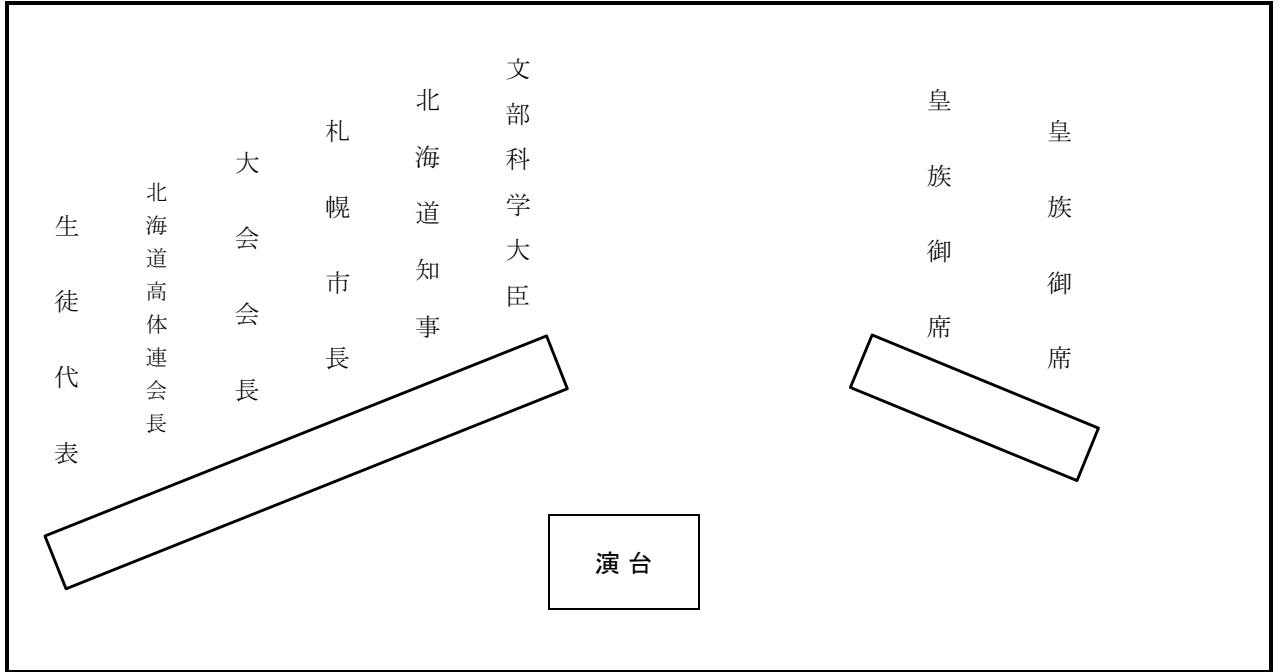 皇族御席
皇族御席
文部科学大臣
北海道知事
札幌市長
大会会長
北海道高体連会長
生徒代表
演台